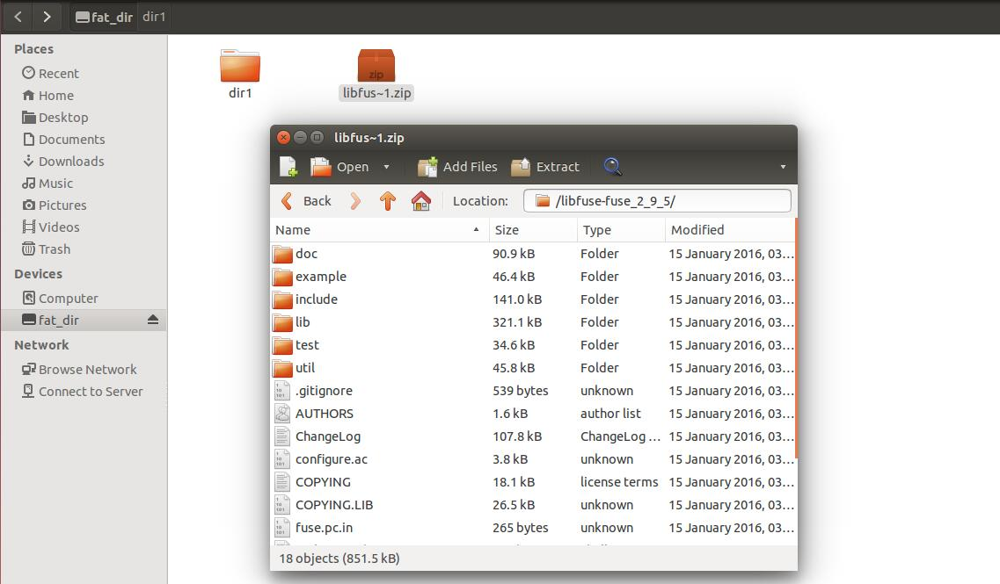 fat_dir dir1
Places
Recent
Home
Desktop
Documents
Downloads
Music
Pictures
Videos
Trash
Devices
Computer
fat_dir
Network
Browse Network
Connect to Server
dir1
zip
libfus~1.zip
libfus~1.zip
Open Add Files Extract
Back Location: /libfuse-fuse_2_9_5/
Name Size Type Modified
doc 90.9 kB Folder 15 January 2016, 03...
example 46.4 kB Folder 15 January 2016, 03...
include 141.0 kB Folder 15 January 2016, 03...
lib 321.1 kB Folder 15 January 2016, 03...
test 34.6 kB Folder 15 January 2016, 03...
util 45.8 kB Folder 15 January 2016, 03...
.gitignore 539 bytes unknown 15 January 2016, 03...
AUTHORS 1.6 kB author list 15 January 2016, 03...
ChangeLog 107.8 kB ChangeLog ... 15 January 2016, 03...
configure.ac 3.8 kB unknown 15 January 2016, 03...
COPYING 18.1 kB license terms 15 January 2016, 03...
COPYING.LIB 26.5 kB unknown 15 January 2016, 03...
fuse.pc.in 265 bytes unknown 15 January 2016, 03...
18 objects (851.5 kB)